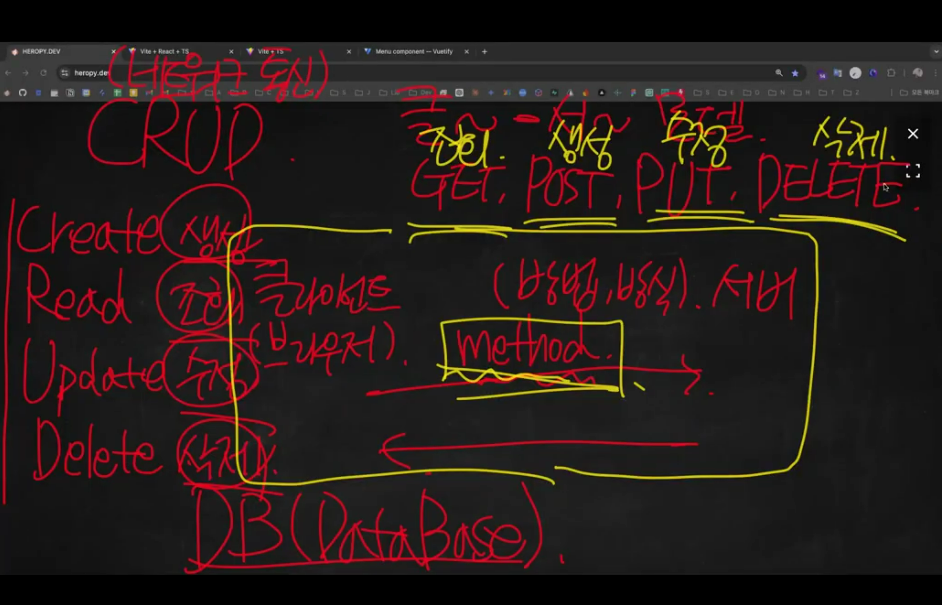 HEROPY.DEV
Vite + React + TS
Vite + TS
Menu component — Vuetify
heropy.dev
(네트워크 통신)
CRUD.
조회. 생성 수정 삭제.
GET, POST, PUT, DELETE.
Create 생성
Read 조회
Update 수정
Delete 삭제.
클라이언트
(브라우저).
(방법, 방식). 서버
method.
DB(DataBase).